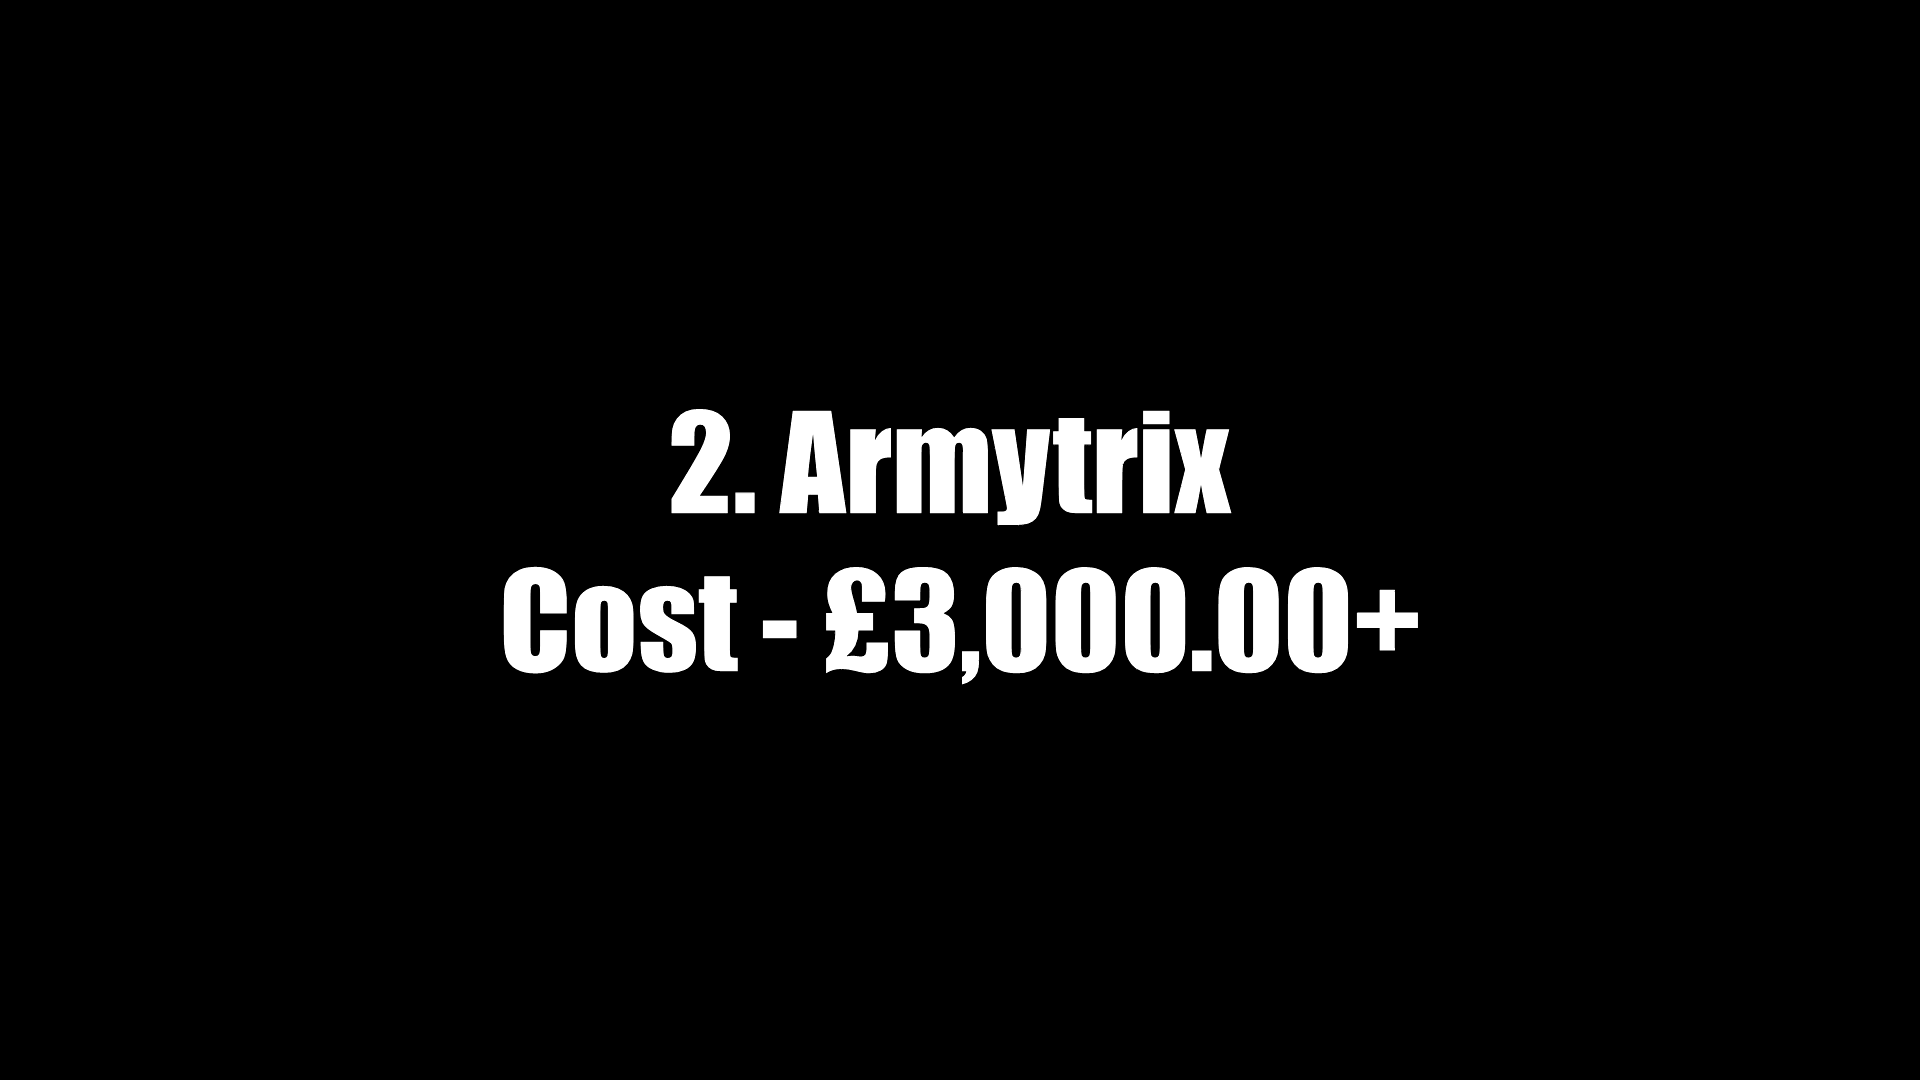 2. Armytrix
Cost - £3,000.00+